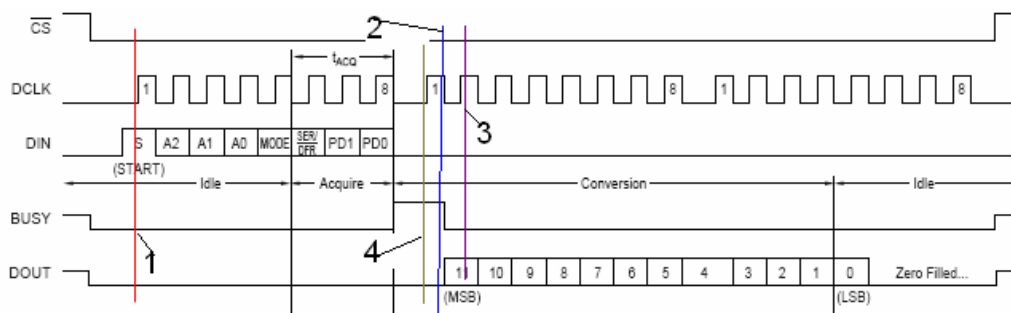 CS
2
tACQ
DCLK 1 8 1 8 1 8
3
DIN S A2 A1 A0 MODE SER/DFR PD1 PD0
(START)
Idle Acquire Conversion Idle
BUSY
1 4
DOUT 11 10 9 8 7 6 5 4 3 2 1 0 Zero Filled...
(MSB) (LSB)